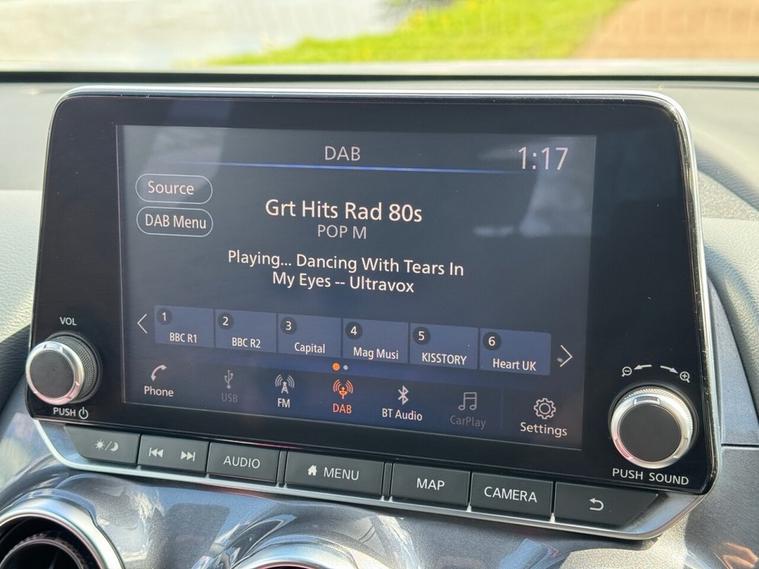 DAB
1:17
Source
DAB Menu
Grt Hits Rad 80s
POP M
Playing... Dancing With Tears In
My Eyes -- Ultravox
1 BBC R1
2 BBC R2
3 Capital
4 Mag Musi
5 KISSTORY
6 Heart UK
Phone
USB
FM
DAB
BT Audio
CarPlay
Settings
VOL
PUSH
PUSH SOUND
AUDIO
MENU
MAP
CAMERA